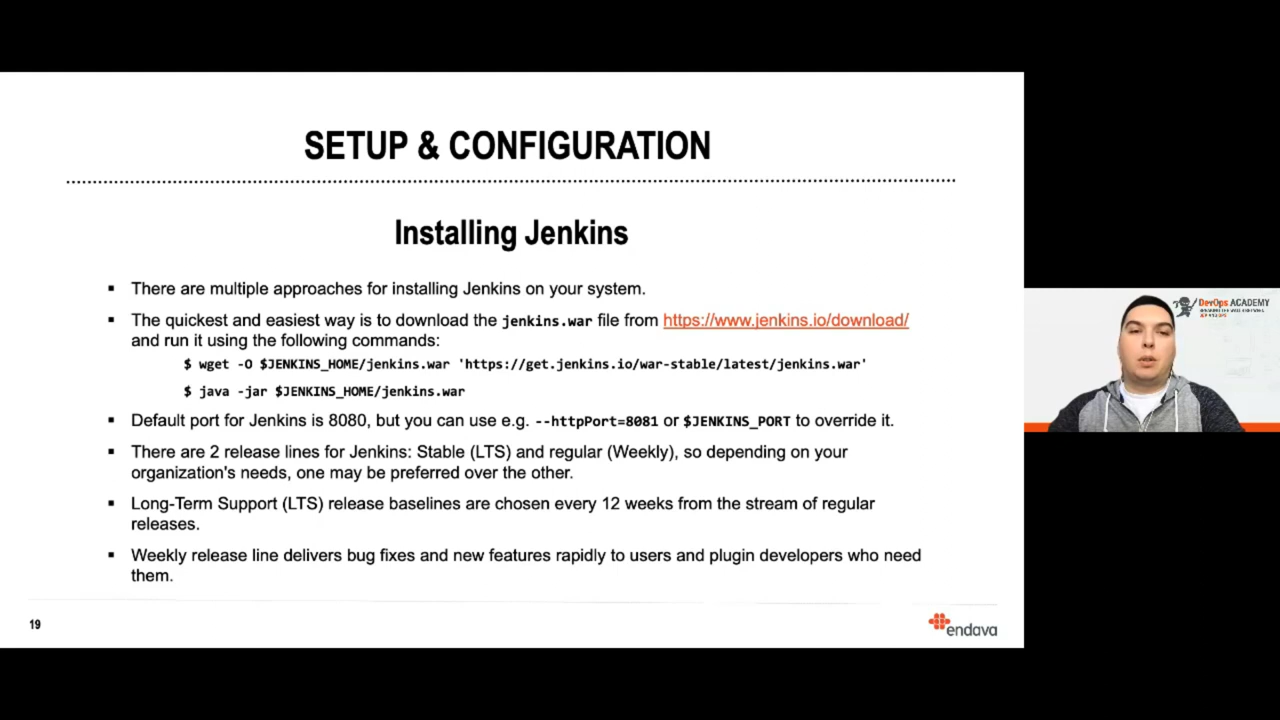 SETUP & CONFIGURATION
Installing Jenkins
▪ There are multiple approaches for installing Jenkins on your system.
▪ The quickest and easiest way is to download the jenkins.war file from https://www.jenkins.io/download/
and run it using the following commands:
$ wget -O $JENKINS_HOME/jenkins.war 'https://get.jenkins.io/war-stable/latest/jenkins.war'
$ java -jar $JENKINS_HOME/jenkins.war
▪ Default port for Jenkins is 8080, but you can use e.g. --httpPort=8081 or $JENKINS_PORT to override it.
▪ There are 2 release lines for Jenkins: Stable (LTS) and regular (Weekly), so depending on your
organization's needs, one may be preferred over the other.
▪ Long-Term Support (LTS) release baselines are chosen every 12 weeks from the stream of regular
releases.
▪ Weekly release line delivers bug fixes and new features rapidly to users and plugin developers who need
them.
19
endava
DevOps ACADEMY